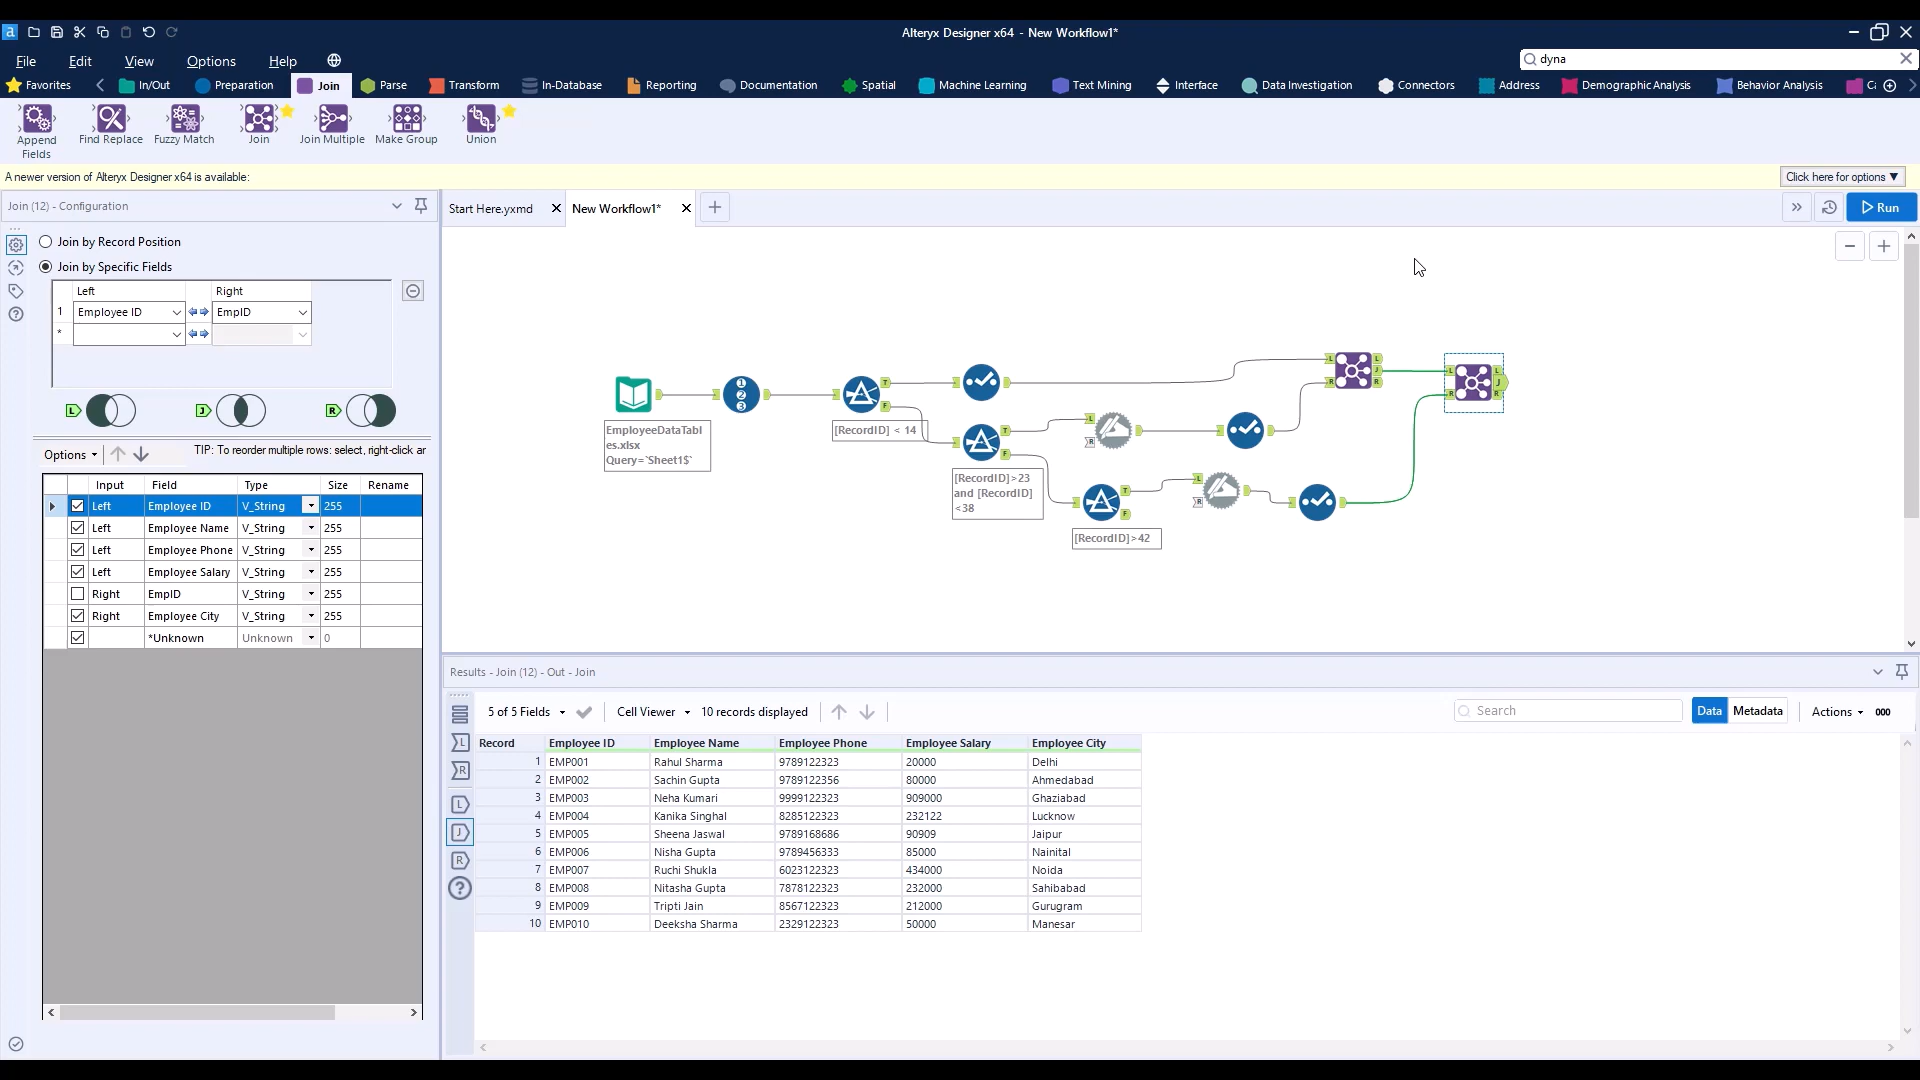 Alteryx Designer x64 - New Workflow1*
File Edit View Options Help
dyna
Favorites In/Out Preparation Join Parse Transform In-Database Reporting Documentation Spatial Machine Learning Text Mining Interface Data Investigation Connectors Address Demographic Analysis Behavior Analysis
Append Fields
Find Replace
Fuzzy Match
Join
Join Multiple
Make Group
Union
A newer version of Alteryx Designer x64 is available:
Click here for options ▼
Join (12) - Configuration
Start Here.yxmd
New Workflow1*
Run
Join by Record Position
Join by Specific Fields
Left Right
1 Employee ID EmpID
*
L J R
Options
TIP: To reorder multiple rows: select, right-click ar
Input Field Type Size Rename
Left Employee ID V_String 255
Left Employee Name V_String 255
Left Employee Phone V_String 255
Left Employee Salary V_String 255
Right EmpID V_String 255
Right Employee City V_String 255
*Unknown Unknown 0
1
2
3
T
F
L
R
J
EmployeeDataTabl
es.xlsx
Query=`Sheet1$`
[RecordID] < 14
[RecordID]>23
and [RecordID]
<38
[RecordID]>42
Results - Join (12) - Out - Join
5 of 5 Fields Cell Viewer 10 records displayed
Search
Data Metadata Actions 000
Record Employee ID Employee Name Employee Phone Employee Salary Employee City
1 EMP001 Rahul Sharma 9789122323 20000 Delhi
2 EMP002 Sachin Gupta 9789122356 80000 Ahmedabad
3 EMP003 Neha Kumari 9999122323 909000 Ghaziabad
4 EMP004 Kanika Singhal 8285122323 232122 Lucknow
5 EMP005 Sheena Jaswal 9789168686 90909 Jaipur
6 EMP006 Nisha Gupta 9789456333 85000 Nainital
7 EMP007 Ruchi Shukla 6023122323 434000 Noida
8 EMP008 Nitasha Gupta 7878122323 232000 Sahibabad
9 EMP009 Tripti Jain 8567122323 212000 Gurugram
10 EMP010 Deeksha Sharma 2329122323 50000 Manesar